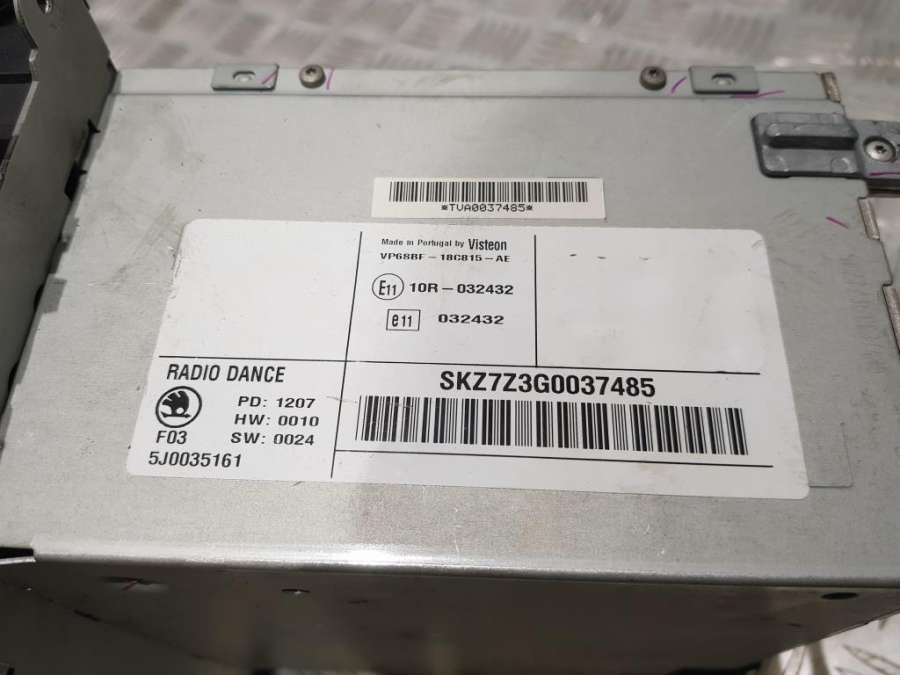 *TVA0037485*
Made in Portugal by Visteon
VP68BF-18C815-AE
E11 10R-032432
e11 032432
RADIO DANCE
PD: 1207
HW: 0010
F03 SW: 0024
5J0035161
SKZ7Z3G0037485